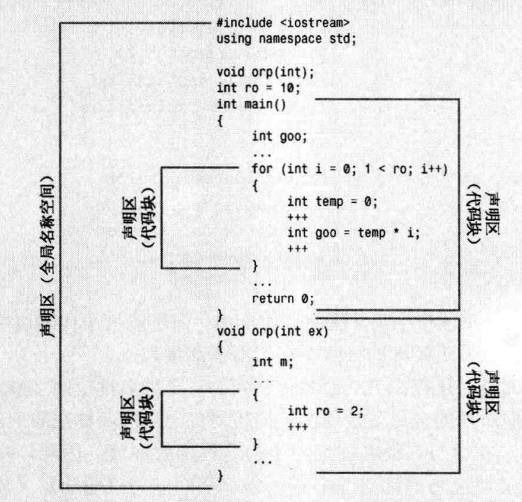 #include <iostream>
using namespace std;
void orp(int);
int ro = 10;
int main()
{
int goo;
...
for (int i = 0; 1 < ro; i++)
{
int temp = 0;
+++
int goo = temp * i;
+++
}
...
return 0;
}
void orp(int ex)
{
int m;
...
{
int ro = 2;
+++
}
...
}
声明区（全局名称空间）
声明区
（代码块）
声明区
（代码块）
声明区
（代码块）
声明区
（代码块）